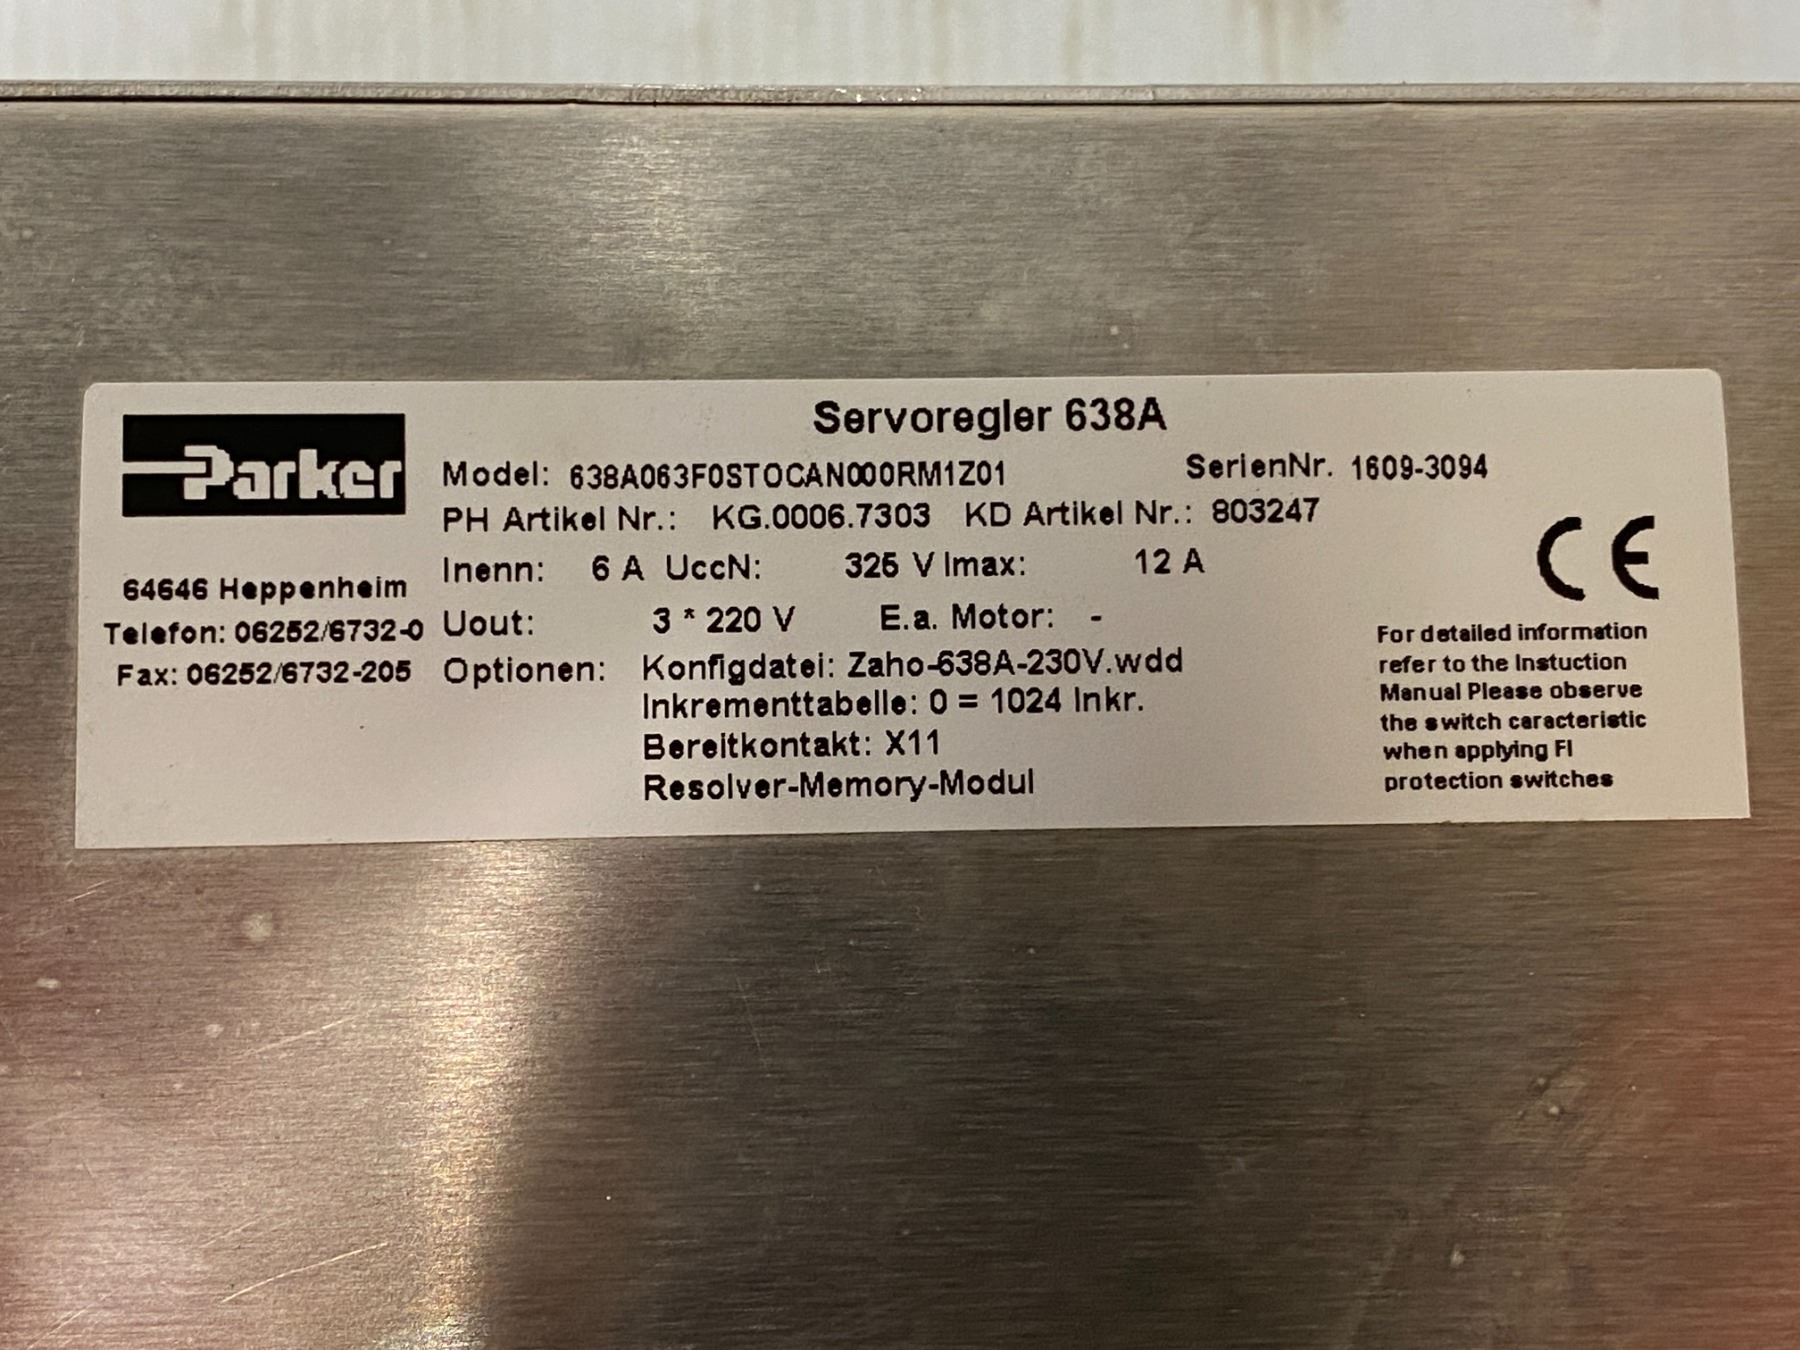 Servoregler 638A
Parker
Model: 638A063F0STOCAN000RM1Z01 SerienNr. 1609-3094
PH Artikel Nr.: KG.0006.7303 KD Artikel Nr.: 803247
Inenn: 6 A UccN: 325 V Imax: 12 A
64646 Heppenheim
Telefon: 06252/6732-0
Fax: 06252/6732-205
Uout: 3 * 220 V E.a. Motor: -
Optionen: Konfigdatei: Zaho-638A-230V.wdd
Inkrementtabelle: 0 = 1024 Inkr.
Bereitkontakt: X11
Resolver-Memory-Modul
CE
For detailed information
refer to the Instuction
Manual Please observe
the switch caracteristic
when applying FI
protection switches